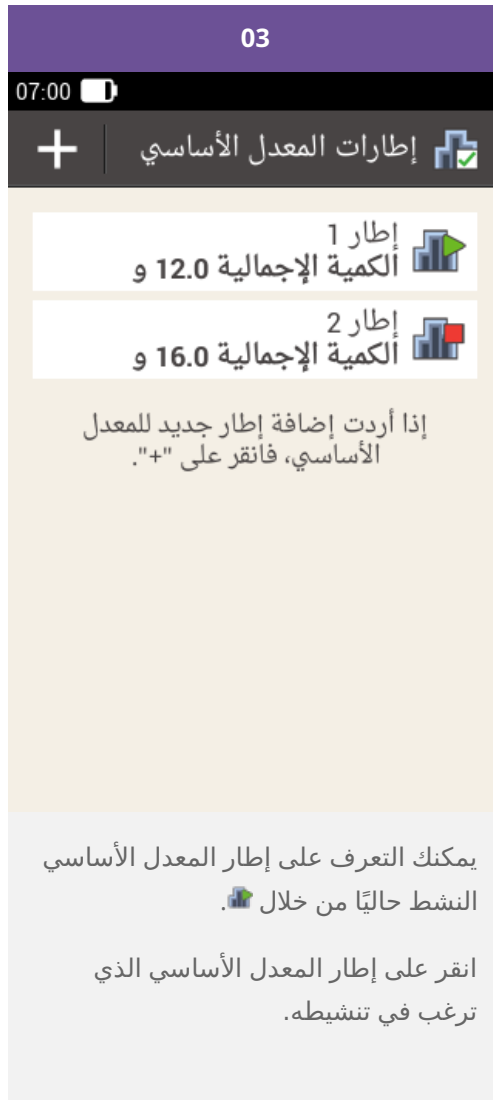 03
07:00
إطارات المعدل الأساسي
إطار 1
الكمية الإجمالية 12.0 و
إطار 2
الكمية الإجمالية 16.0 و
إذا أردت إضافة إطار جديد للمعدل
الأساسي، فانقر على "+".
يمكنك التعرف على إطار المعدل الأساسي
النشط حاليًا من خلال .
انقر على إطار المعدل الأساسي الذي
ترغب في تنشيطه.